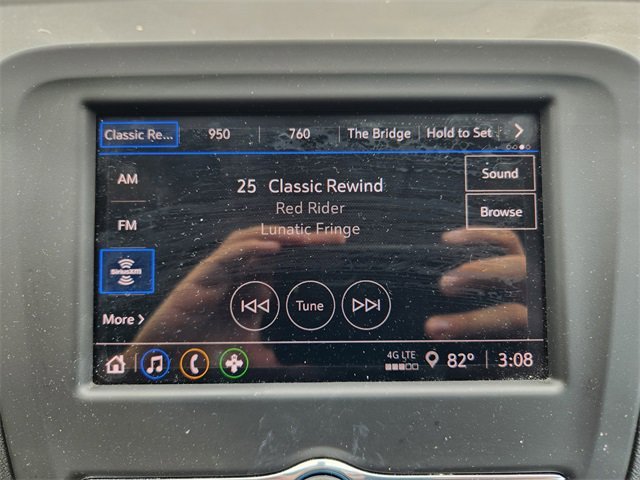 Classic Re... 950 760 The Bridge Hold to Set
AM
25 Classic Rewind
Sound
Red Rider
FM
Browse
Lunatic Fringe
SiriusXM
Tune
More
4G LTE 82° 3:08